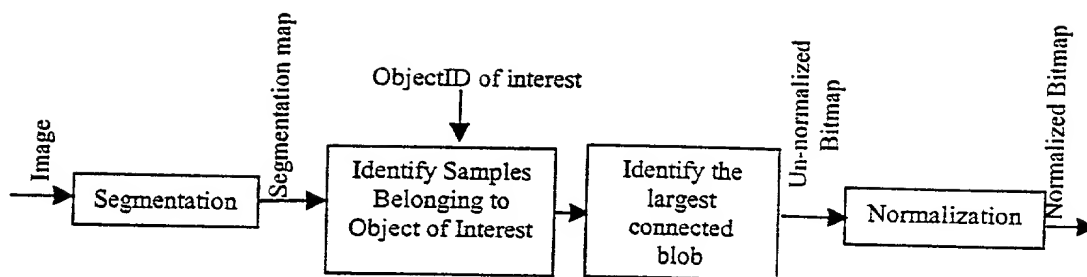 Image
Segmentation
Segmentation map
ObjectID of interest
Identify Samples
Belonging to
Object of Interest
Identify the
largest
connected
blob
Un-normalized
Bitmap
Normalization
Normalized Bitmap